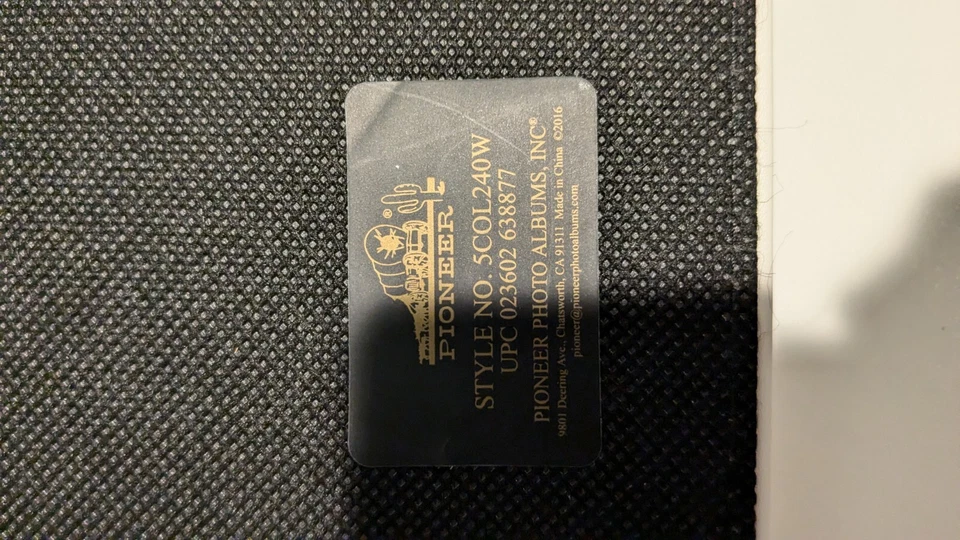 ®
PIONEER
STYLE NO. 5COL240W
UPC 023602 638877
PIONEER PHOTO ALBUMS, INC®
9801 Deering Ave., Chatsworth, CA 91311 Made in China ©2016
pioneer@pioneerphotoalbums.com